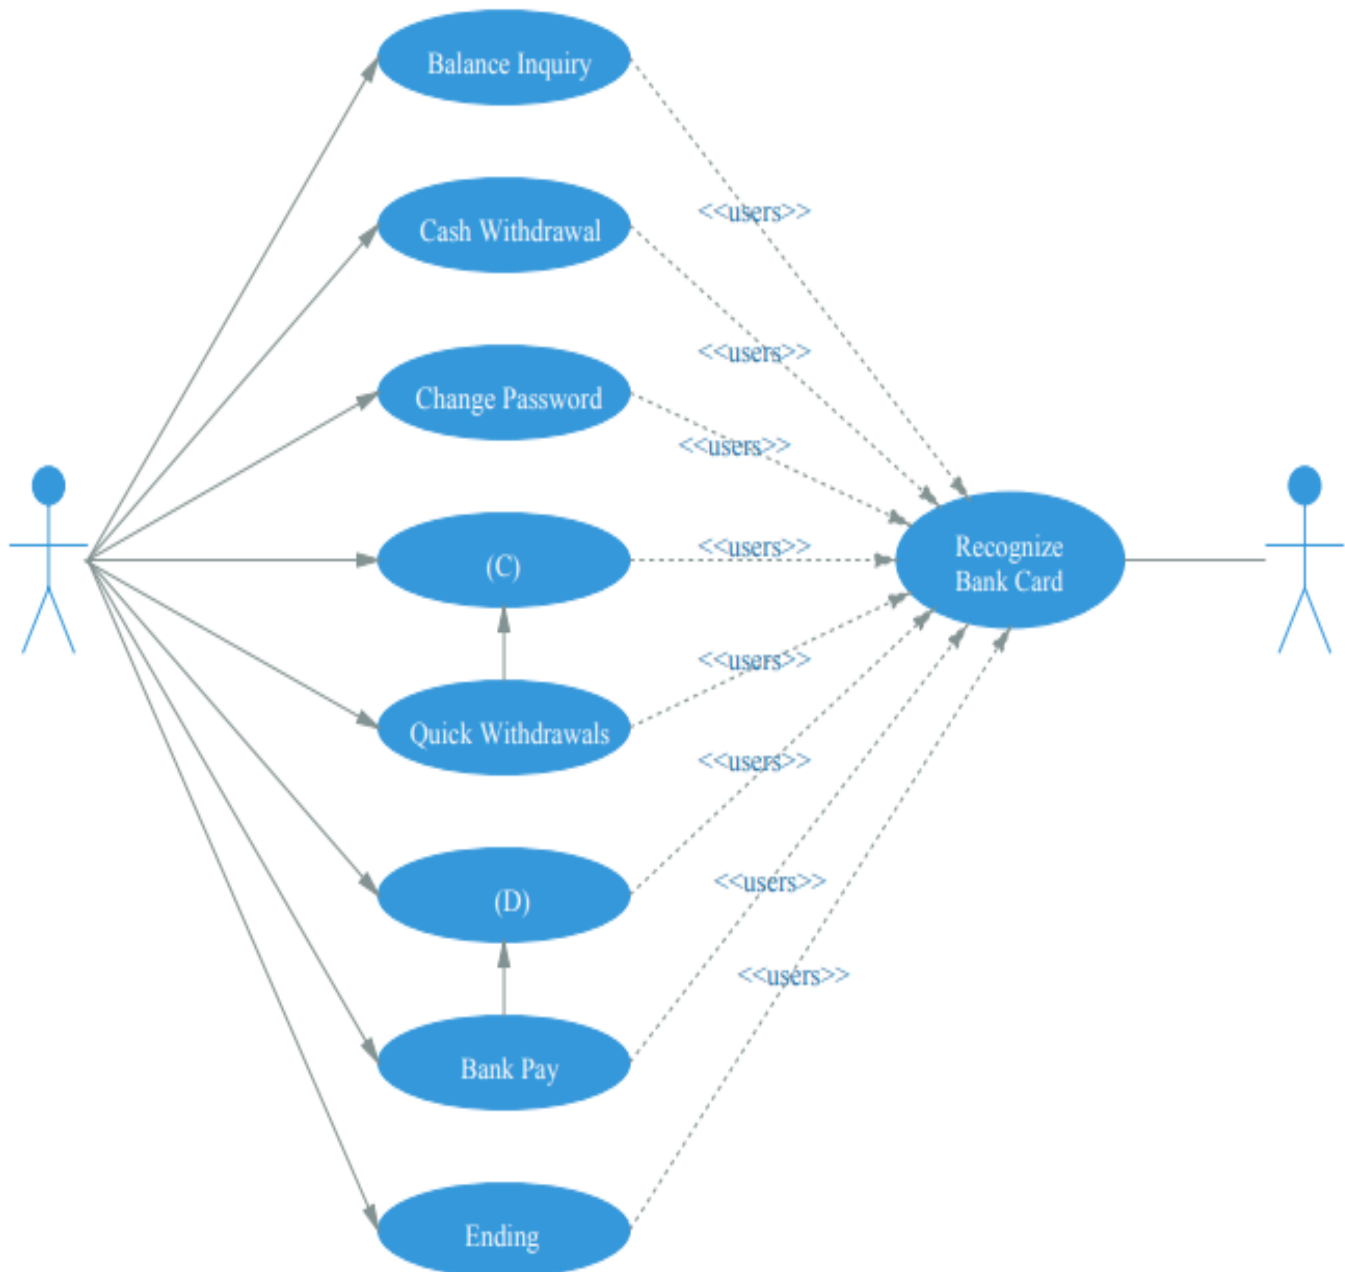 Balance Inquiry
<<users>>
Cash Withdrawal
<<users>>
Change Password
<<users>>
(C)
<<users>>
Recognize
Bank Card
Quick Withdrawals
<<users>>
<<users>>
(D)
<<users>>
Bank Pay
<<users>>
Ending